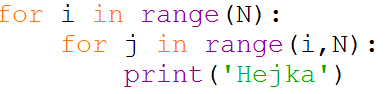 for i in range(N):
    for j in range(i,N):
        print('Hejka')